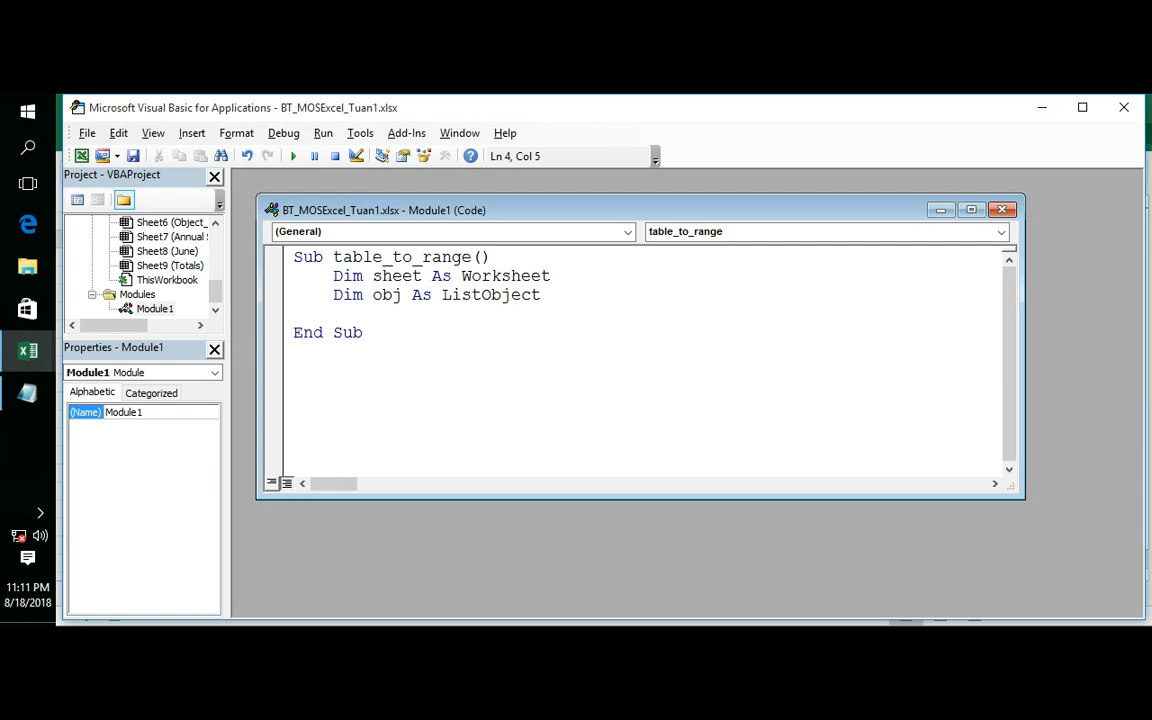 Microsoft Visual Basic for Applications - BT_MOSExcel_Tuan1.xlsx
File Edit View Insert Format Debug Run Tools Add-Ins Window Help
Ln 4, Col 5
Project - VBAProject
Sheet6 (Object_
Sheet7 (Annual
Sheet8 (June)
Sheet9 (Totals)
ThisWorkbook
Modules
Module1
Properties - Module1
Module1 Module
Alphabetic Categorized
(Name) Module1
BT_MOSExcel_Tuan1.xlsx - Module1 (Code)
(General) table_to_range
Sub table_to_range()
Dim sheet As Worksheet
Dim obj As ListObject
End Sub
11:11 PM
8/18/2018